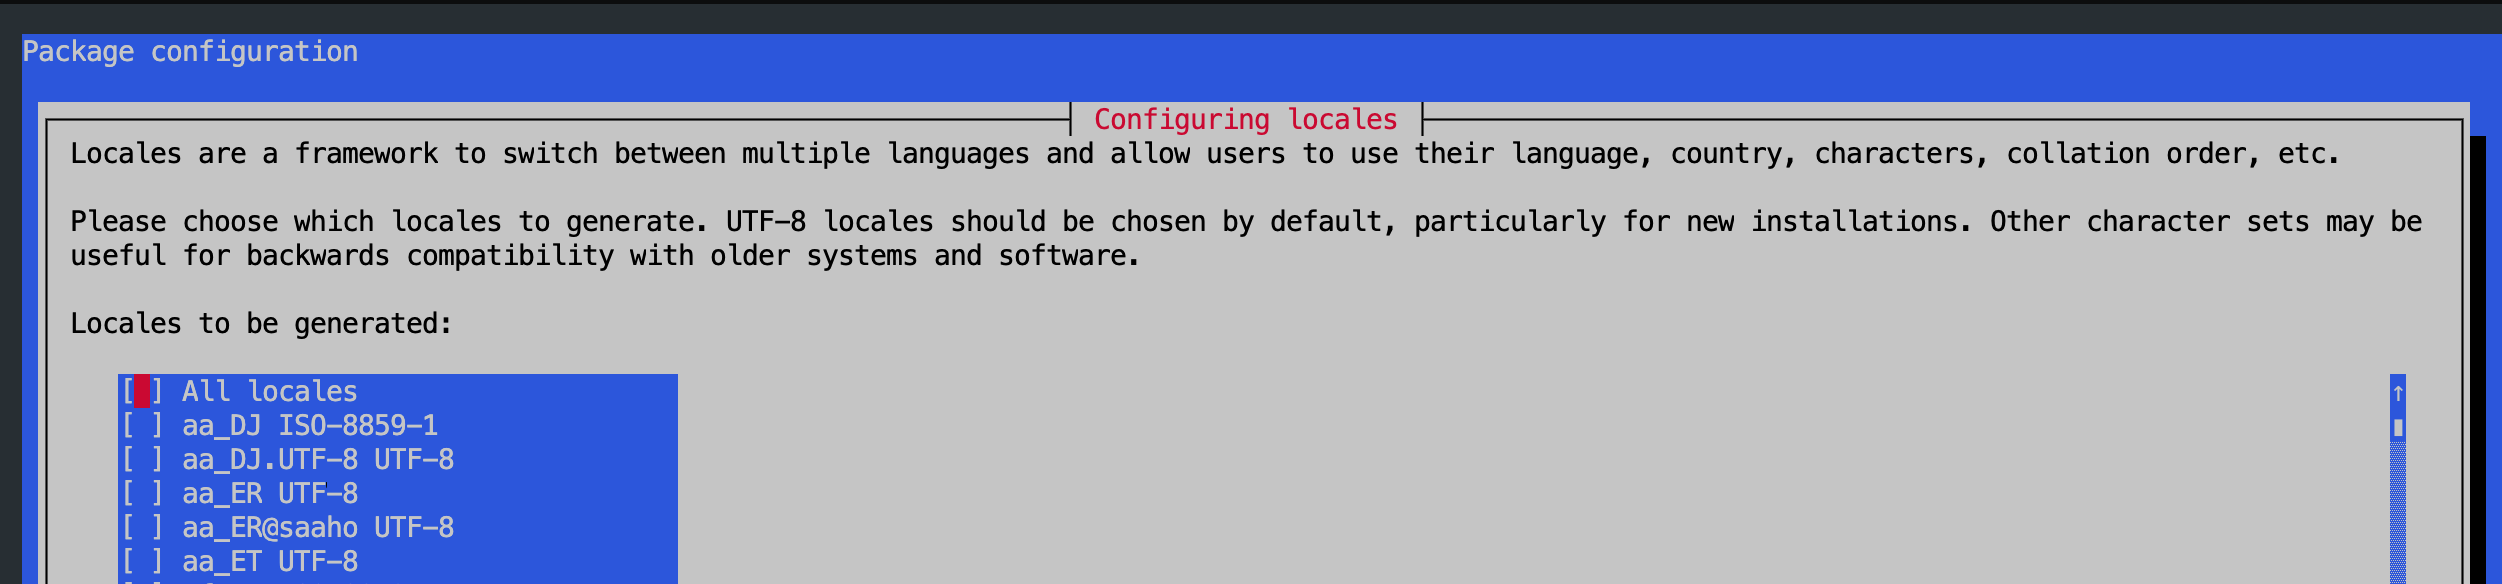 Package configuration
Configuring locales
Locales are a framework to switch between multiple languages and allow users to use their language, country, characters, collation order, etc.
Please choose which locales to generate. UTF-8 locales should be chosen by default, particularly for new installations. Other character sets may be
useful for backwards compatibility with older systems and software.
Locales to be generated:
[ ] All locales
[ ] aa_DJ ISO-8859-1
[ ] aa_DJ.UTF-8 UTF-8
[ ] aa_ER UTF-8
[ ] aa_ER@saaho UTF-8
[ ] aa_ET UTF-8